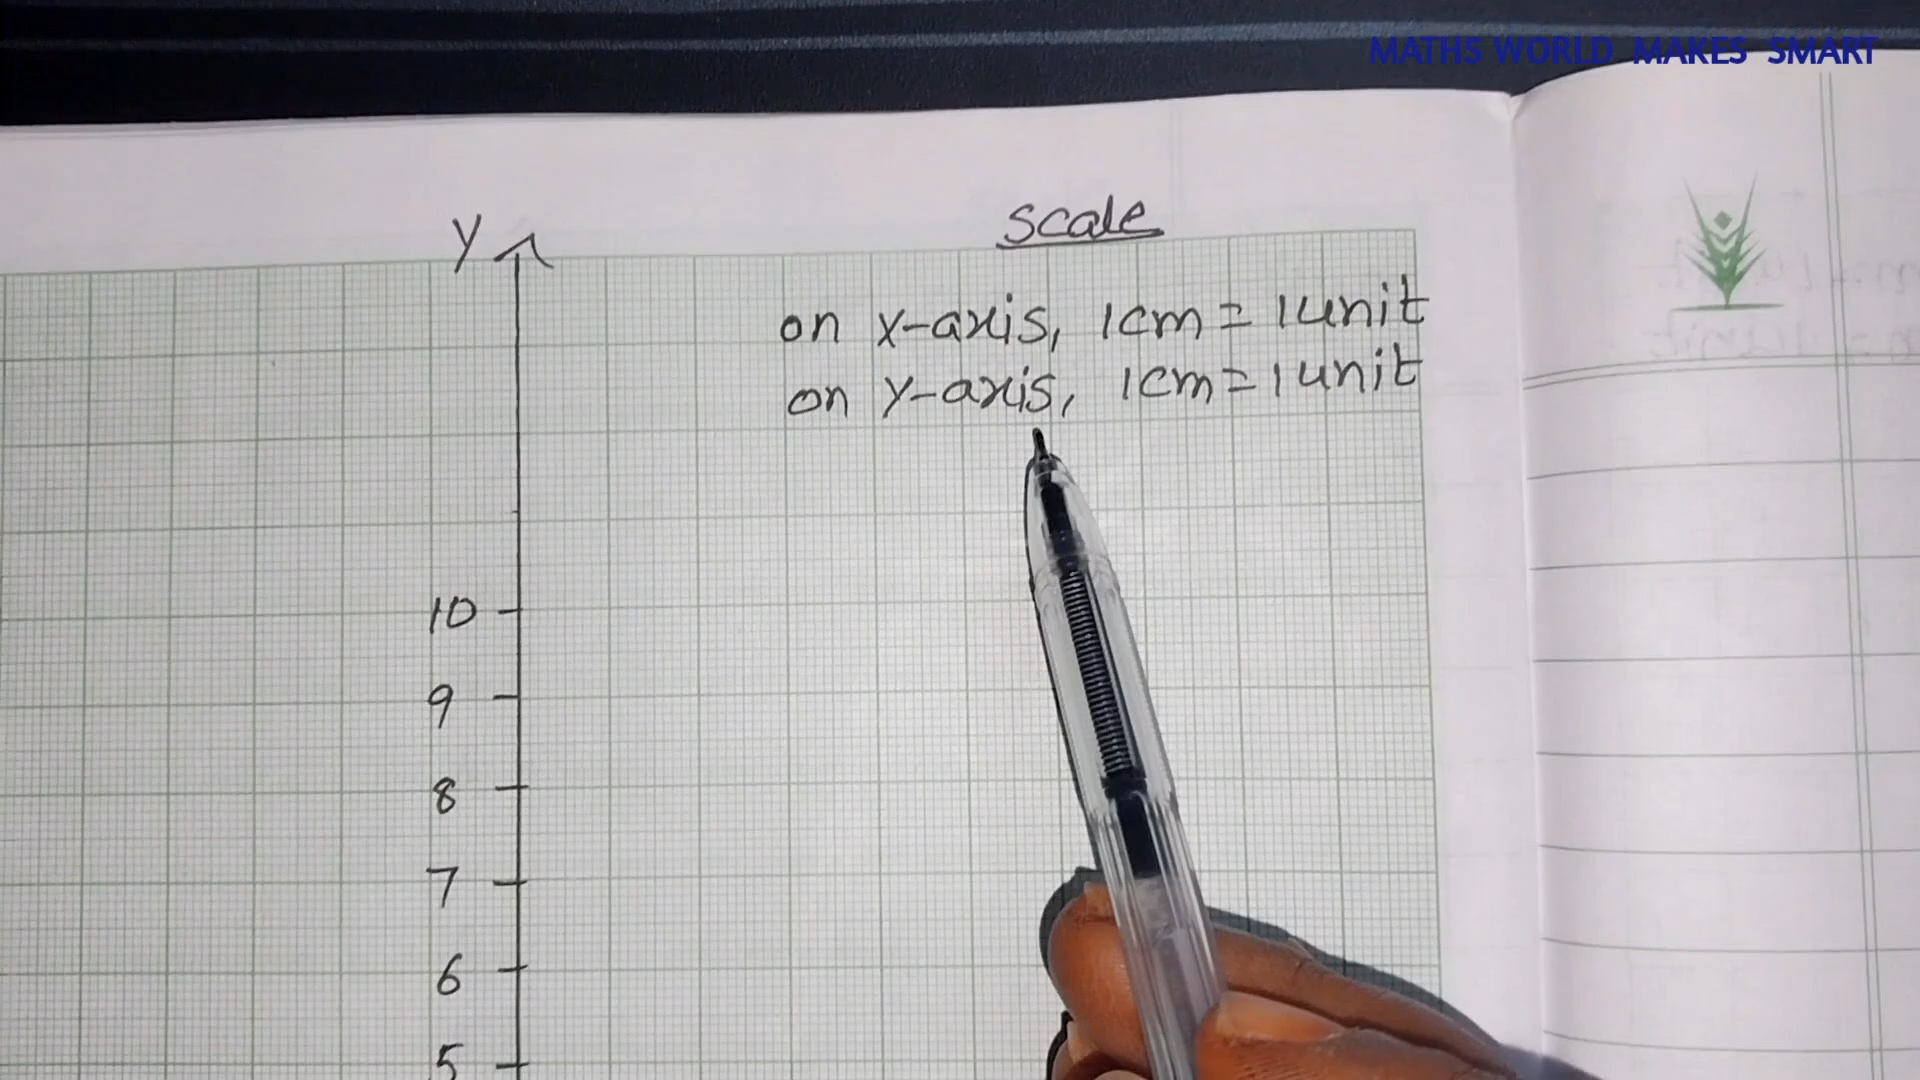 MATHS WORLD MAKES SMART
Y
scale
on x-axis, 1cm = 1unit
on y-axis, 1cm = 1unit
10
9
8
7
6
5